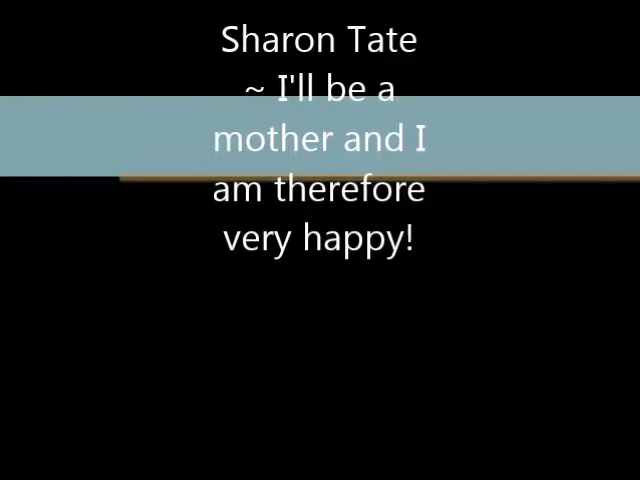 Sharon Tate
~ I'll be a
mother and I
am therefore
very happy!